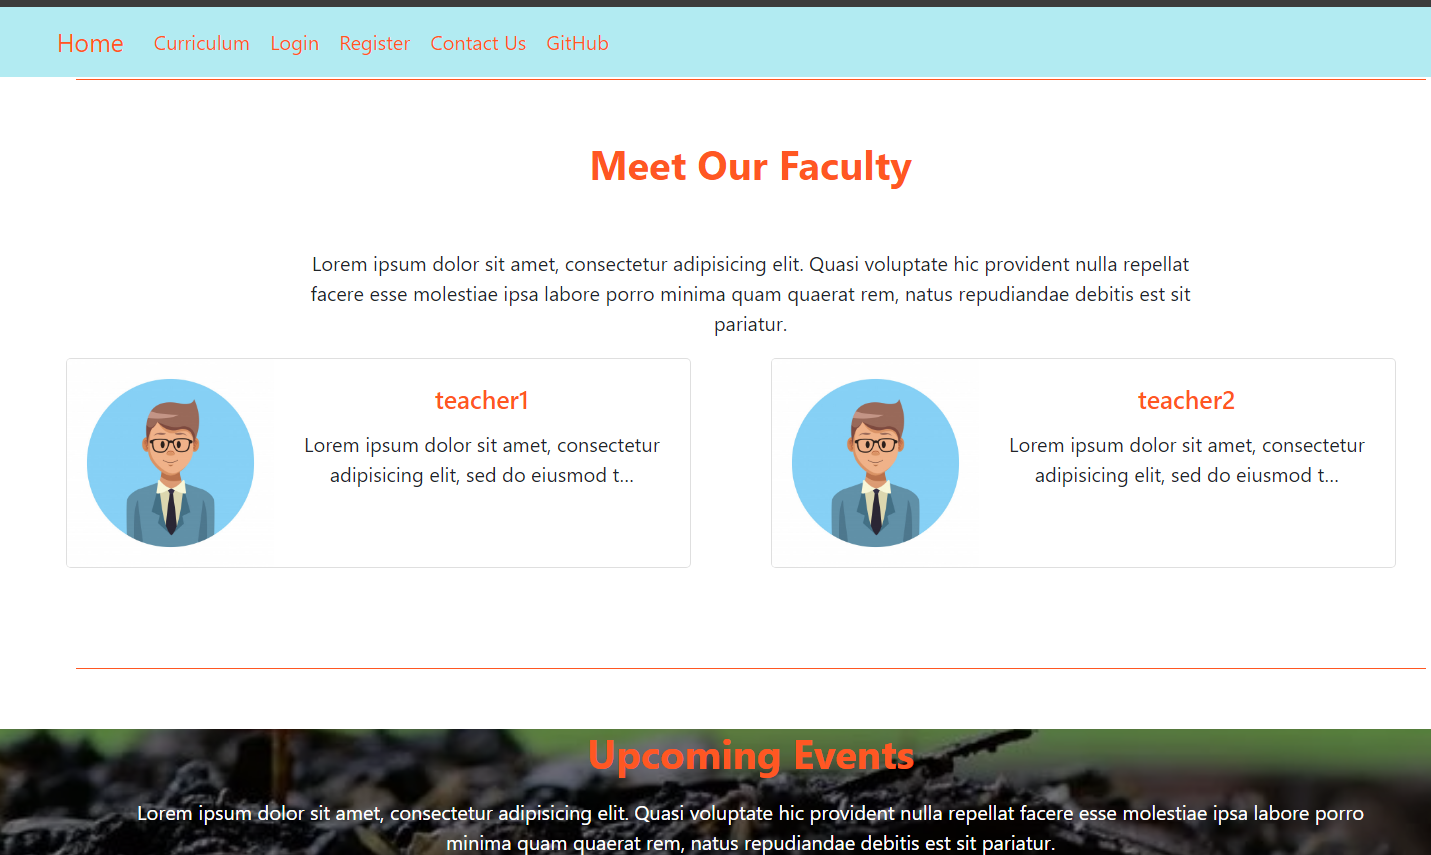 Home Curriculum Login Register Contact Us GitHub
Meet Our Faculty
Lorem ipsum dolor sit amet, consectetur adipisicing elit. Quasi voluptate hic provident nulla repellat
facere esse molestiae ipsa labore porro minima quam quaerat rem, natus repudiandae debitis est sit
pariatur.
teacher1
Lorem ipsum dolor sit amet, consectetur
adipisicing elit, sed do eiusmod t...
teacher2
Lorem ipsum dolor sit amet, consectetur
adipisicing elit, sed do eiusmod t...
Upcoming Events
Lorem ipsum dolor sit amet, consectetur adipisicing elit. Quasi voluptate hic provident nulla repellat facere esse molestiae ipsa labore porro
minima quam quaerat rem, natus repudiandae debitis est sit pariatur.